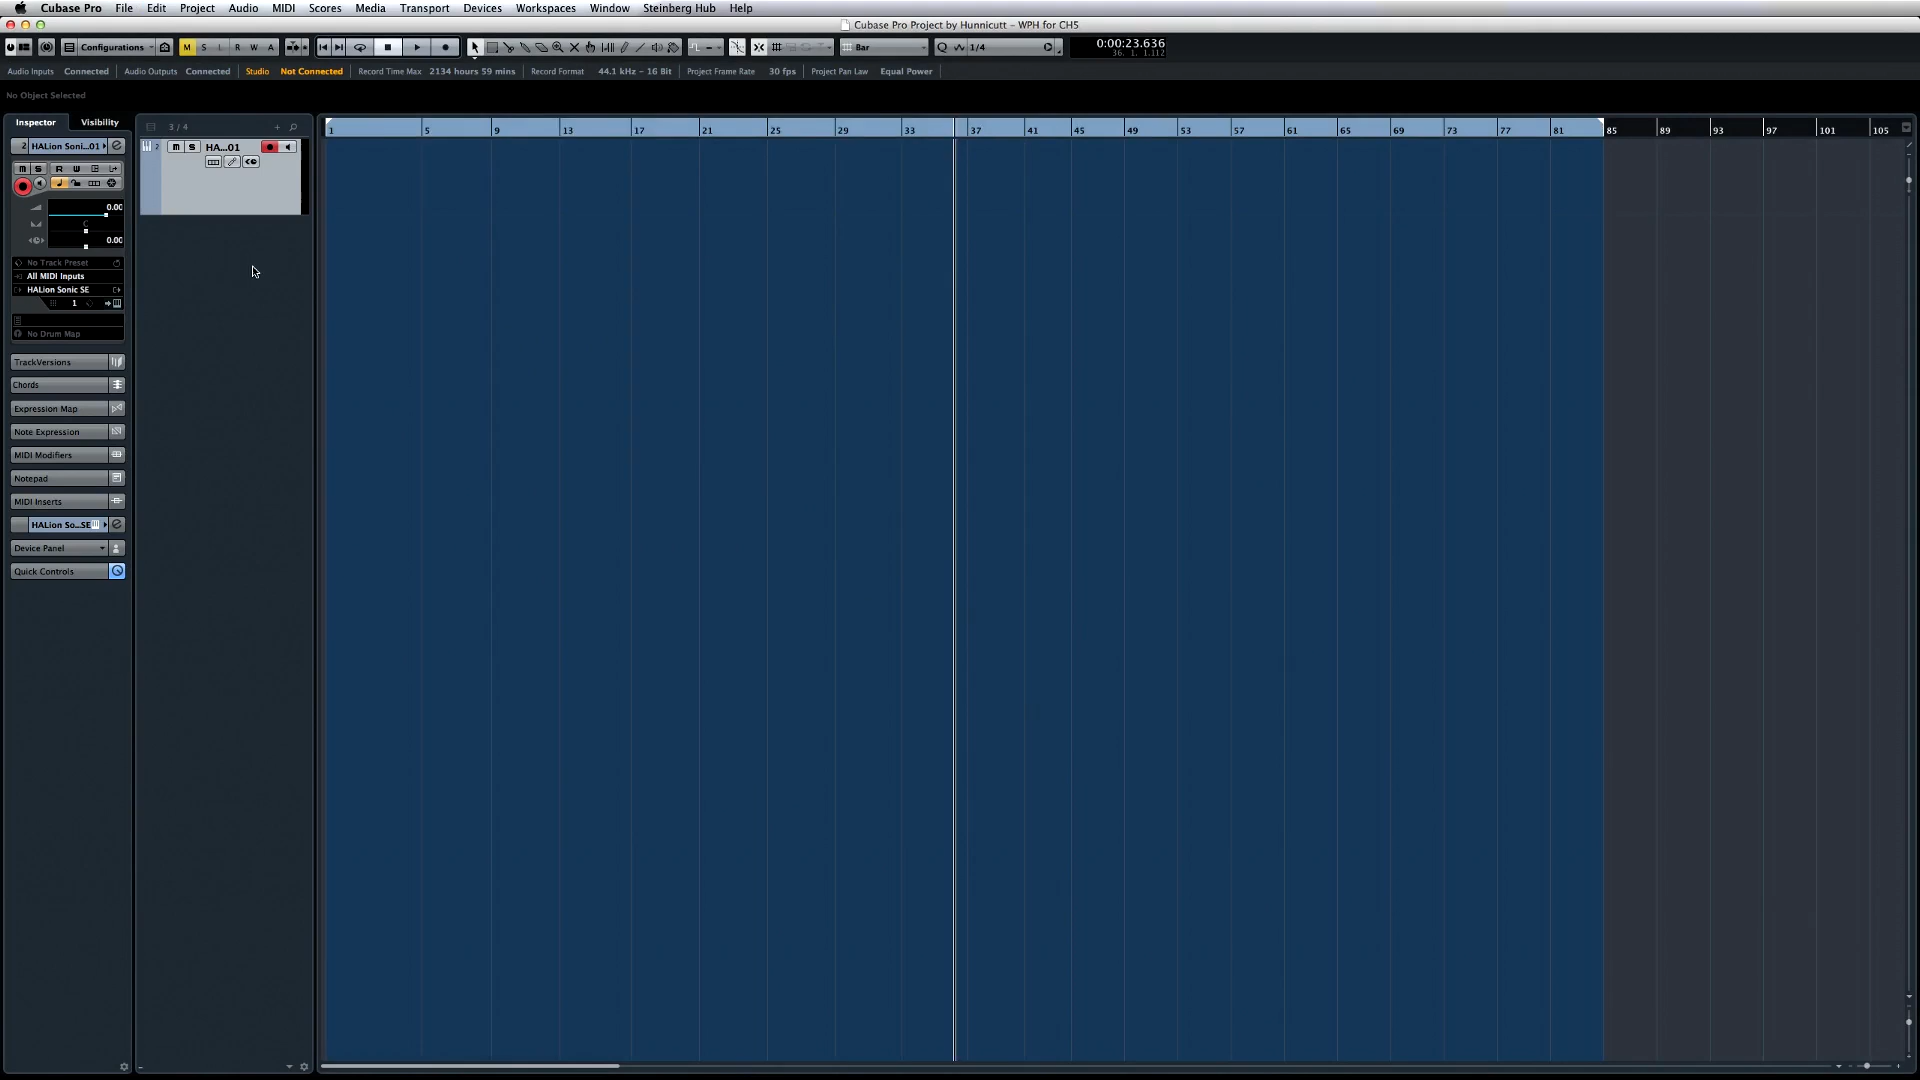 Cubase Pro File Edit Project Audio MIDI Scores Media Transport Devices Workspaces Window Steinberg Hub Help
Cubase Pro Project by Hunnicutt - WPH for CH5
Configurations M S L R W A Bar Q 1/4 0:00:23.636
36. 1. 1.112
Audio Inputs Connected Audio Outputs Connected Studio Not Connected Record Time Max 2134 hours 59 mins Record Format 44.1 kHz - 16 Bit Project Frame Rate 30 fps Project Pan Law Equal Power
No Object Selected
Inspector Visibility 3 / 4
1 5 9 13 17 21 25 29 33 37 41 45 49 53 57 61 65 69 73 77 81 85 89 93 97 101 105
2 HALion Soni...01 e
2 m S HA...01
m S R W
0.00
C
0.00
No Track Preset
All MIDI Inputs
HALion Sonic SE
1
No Drum Map
TrackVersions
Chords
Expression Map
Note Expression
MIDI Modifiers
Notepad
MIDI Inserts
HALion So...SE e
Device Panel
Quick Controls